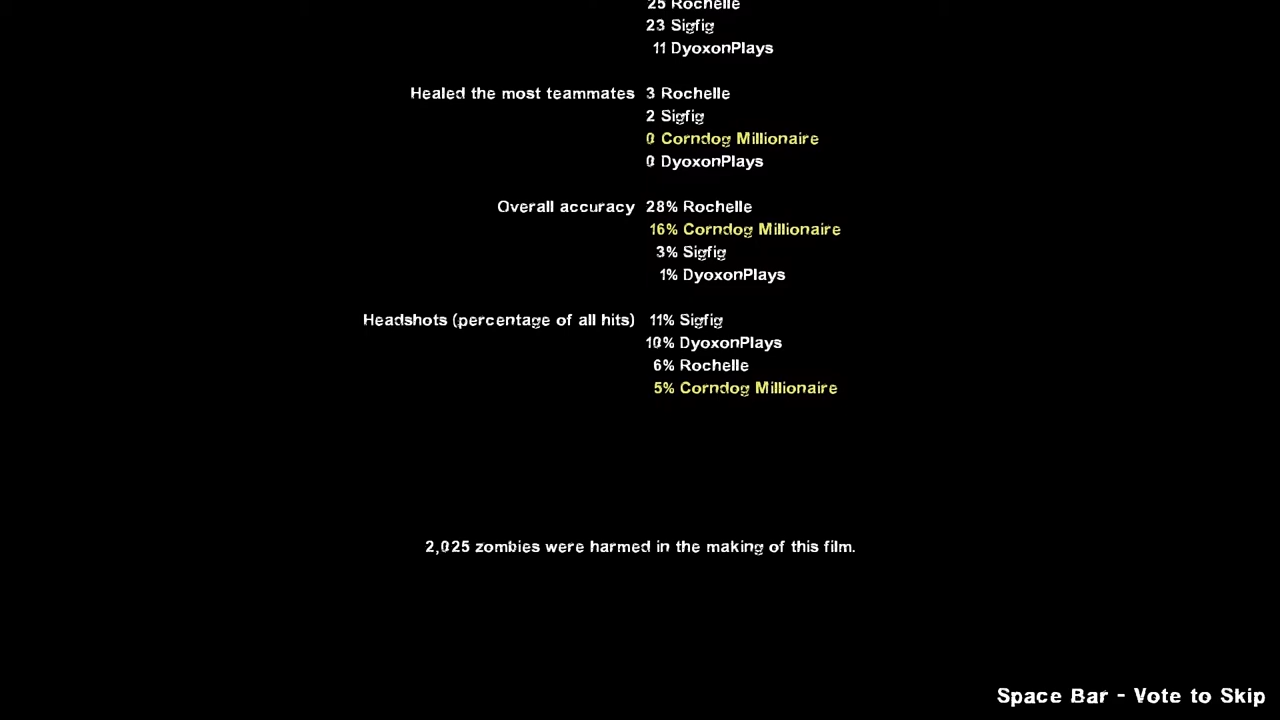 25 Rochelle
23 Sigfig
11 DyoxonPlays
Healed the most teammates 3 Rochelle
2 Sigfig
0 Corndog Millionaire
0 DyoxonPlays
Overall accuracy 28% Rochelle
16% Corndog Millionaire
3% Sigfig
1% DyoxonPlays
Headshots (percentage of all hits) 11% Sigfig
10% DyoxonPlays
6% Rochelle
5% Corndog Millionaire
2,025 zombies were harmed in the making of this film.
Space Bar - Vote to Skip